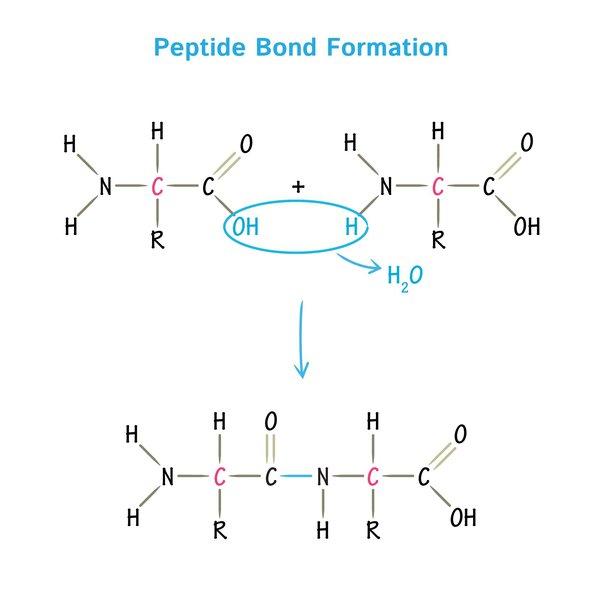 Peptide Bond Formation
H H O H H O
N C C + N C C
H R OH H R OH
H₂O
H H O H O
N C C N C C
H R H R OH